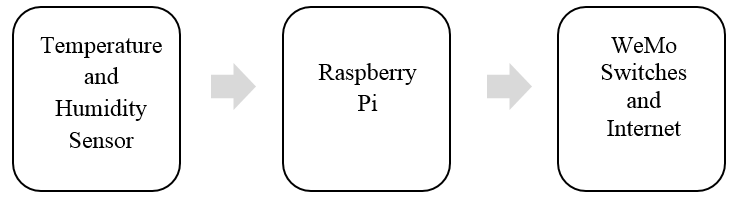 Temperature
and
Humidity
Sensor
Raspberry
Pi
WeMo
Switches
and
Internet